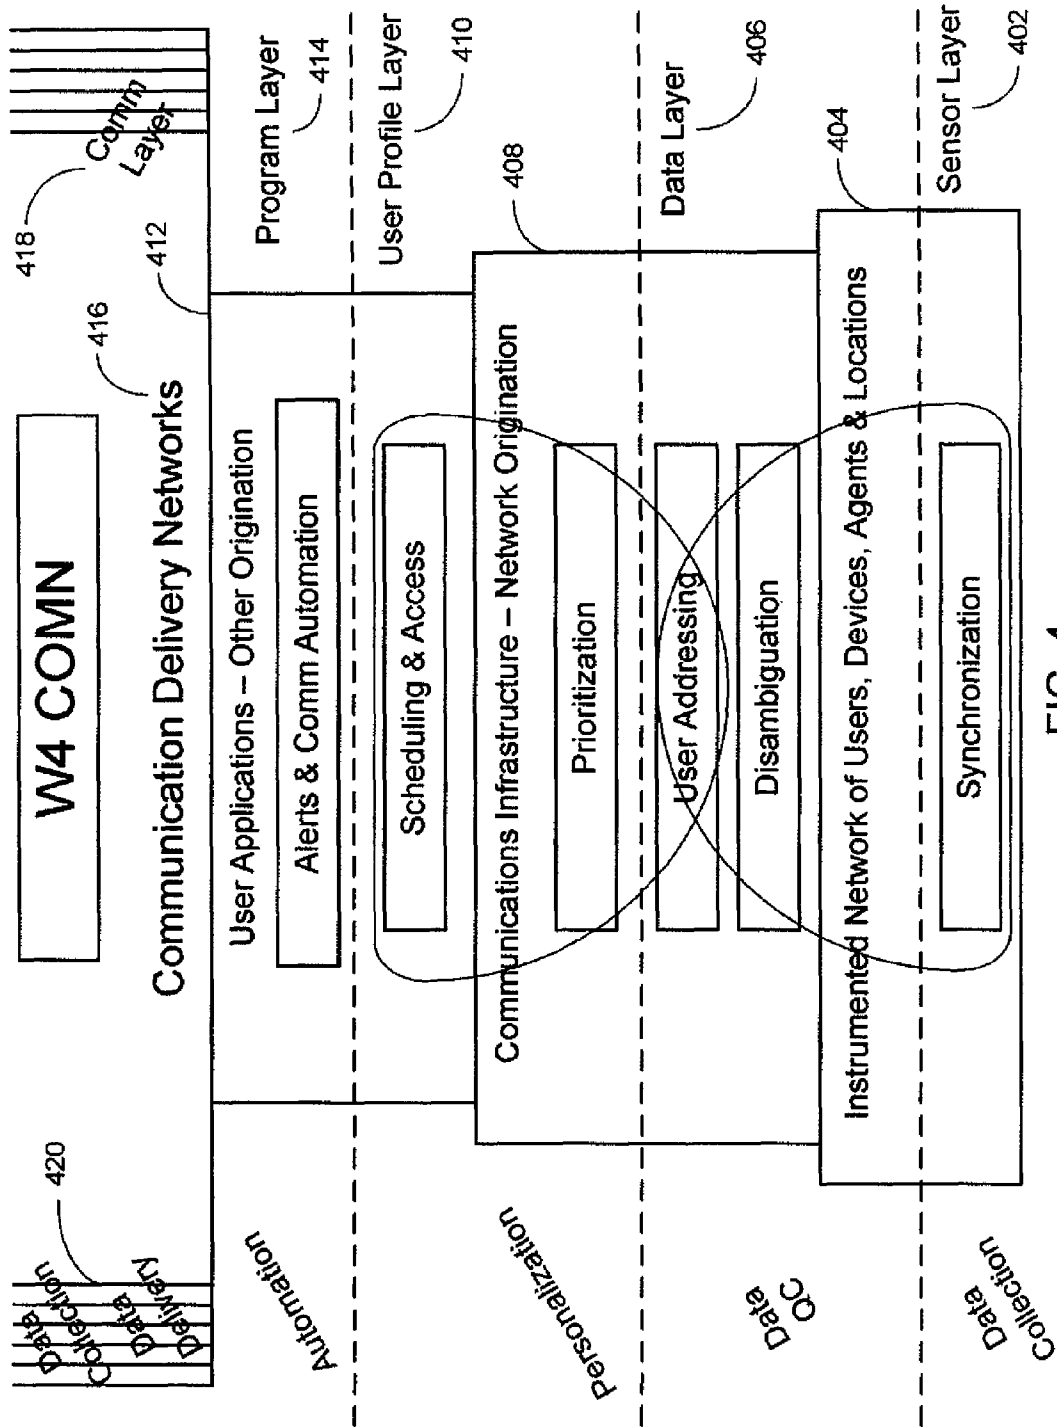 W4 COMN
418
Comm
Layer
420
Data
Collection
Data
Delivery
416
Communication Delivery Networks
412
User Applications – Other Origination
Program Layer
414
Automation
Alerts & Comm Automation
User Profile Layer
410
Scheduling & Access
Communications Infrastructure – Network Origination
408
Personalization
Prioritization
Data Layer
406
User Addressing
Data
QC
Disambiguation
404
Instrumented Network of Users, Devices, Agents & Locations
Sensor Layer
402
Data
Collection
Synchronization
FIG. 4